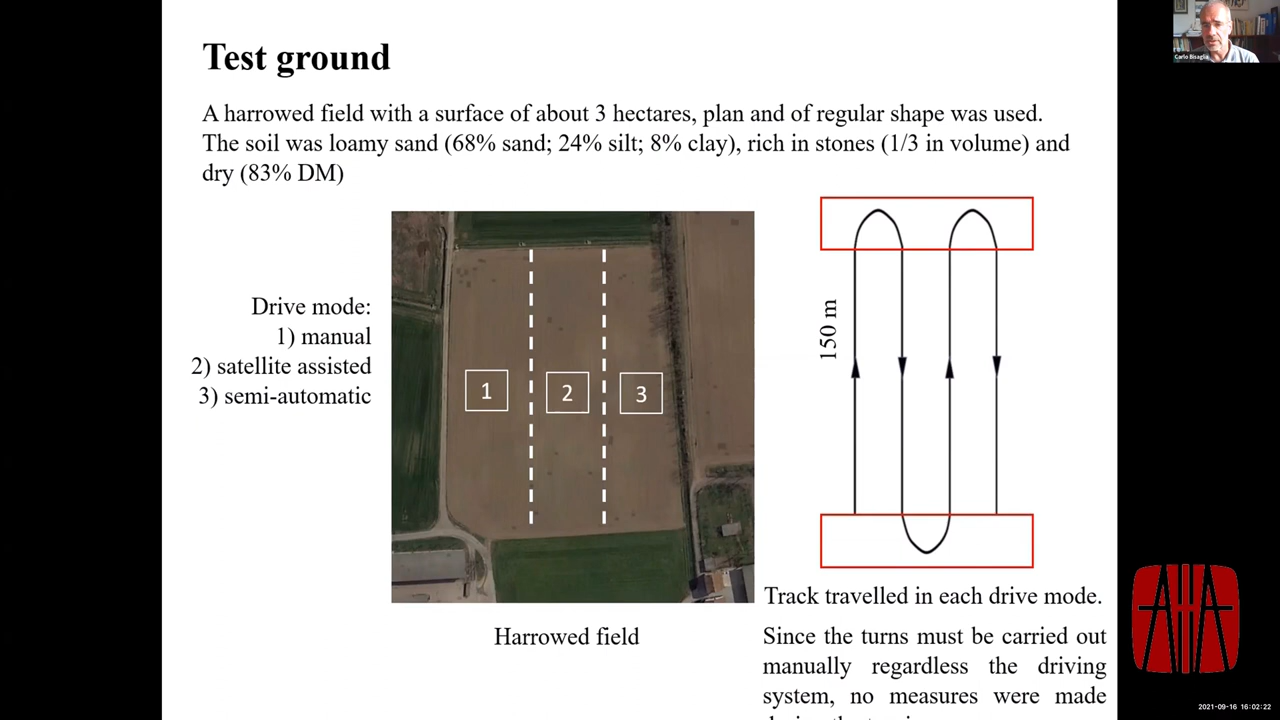 Test ground
A harrowed field with a surface of about 3 hectares, plan and of regular shape was used.
The soil was loamy sand (68% sand; 24% silt; 8% clay), rich in stones (1/3 in volume) and
dry (83% DM)
Drive mode:
1) manual
2) satellite assisted
3) semi-automatic
1
2
3
Harrowed field
150 m
Track travelled in each drive mode.
Since the turns must be carried out
manually regardless the driving
system, no measures were made
Carlo Bisaglia
AIIA
2021-09-16 16:02:22